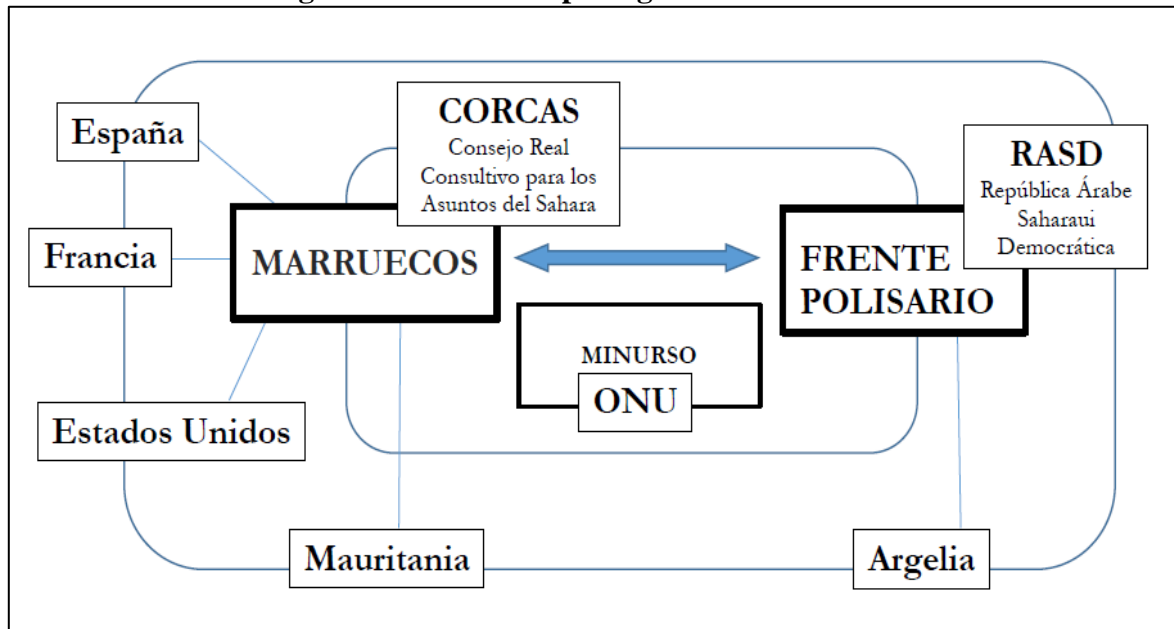 España
CORCAS
Consejo Real
Consultivo para los
Asuntos del Sahara
RASD
República Árabe
Saharaui
Democrática
Francia
MARRUECOS
FRENTE
POLISARIO
MINURSO
ONU
Estados Unidos
Mauritania
Argelia